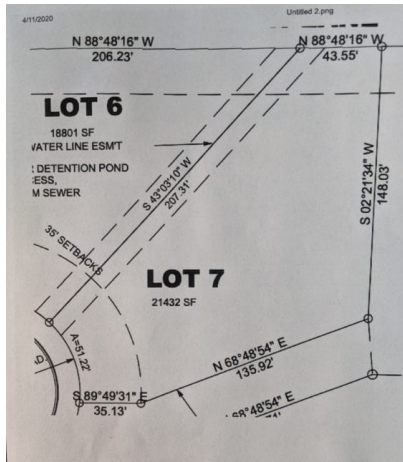 4/11/2020
Untitled 2.png
N 88°48'16" W
206.23'
N 88°48'16" W
43.55'
LOT 6
18801 SF
WATER LINE ESM'T
DETENTION POND
M SEWER
S 43°03'10" W
207.31'
S 02°21'34" W
148.03'
35' SETBACKS
LOT 7
21432 SF
A=51.22'
N 68°48'54" E
135.92'
S 89°49'31" E
35.13'
68°48'54" E